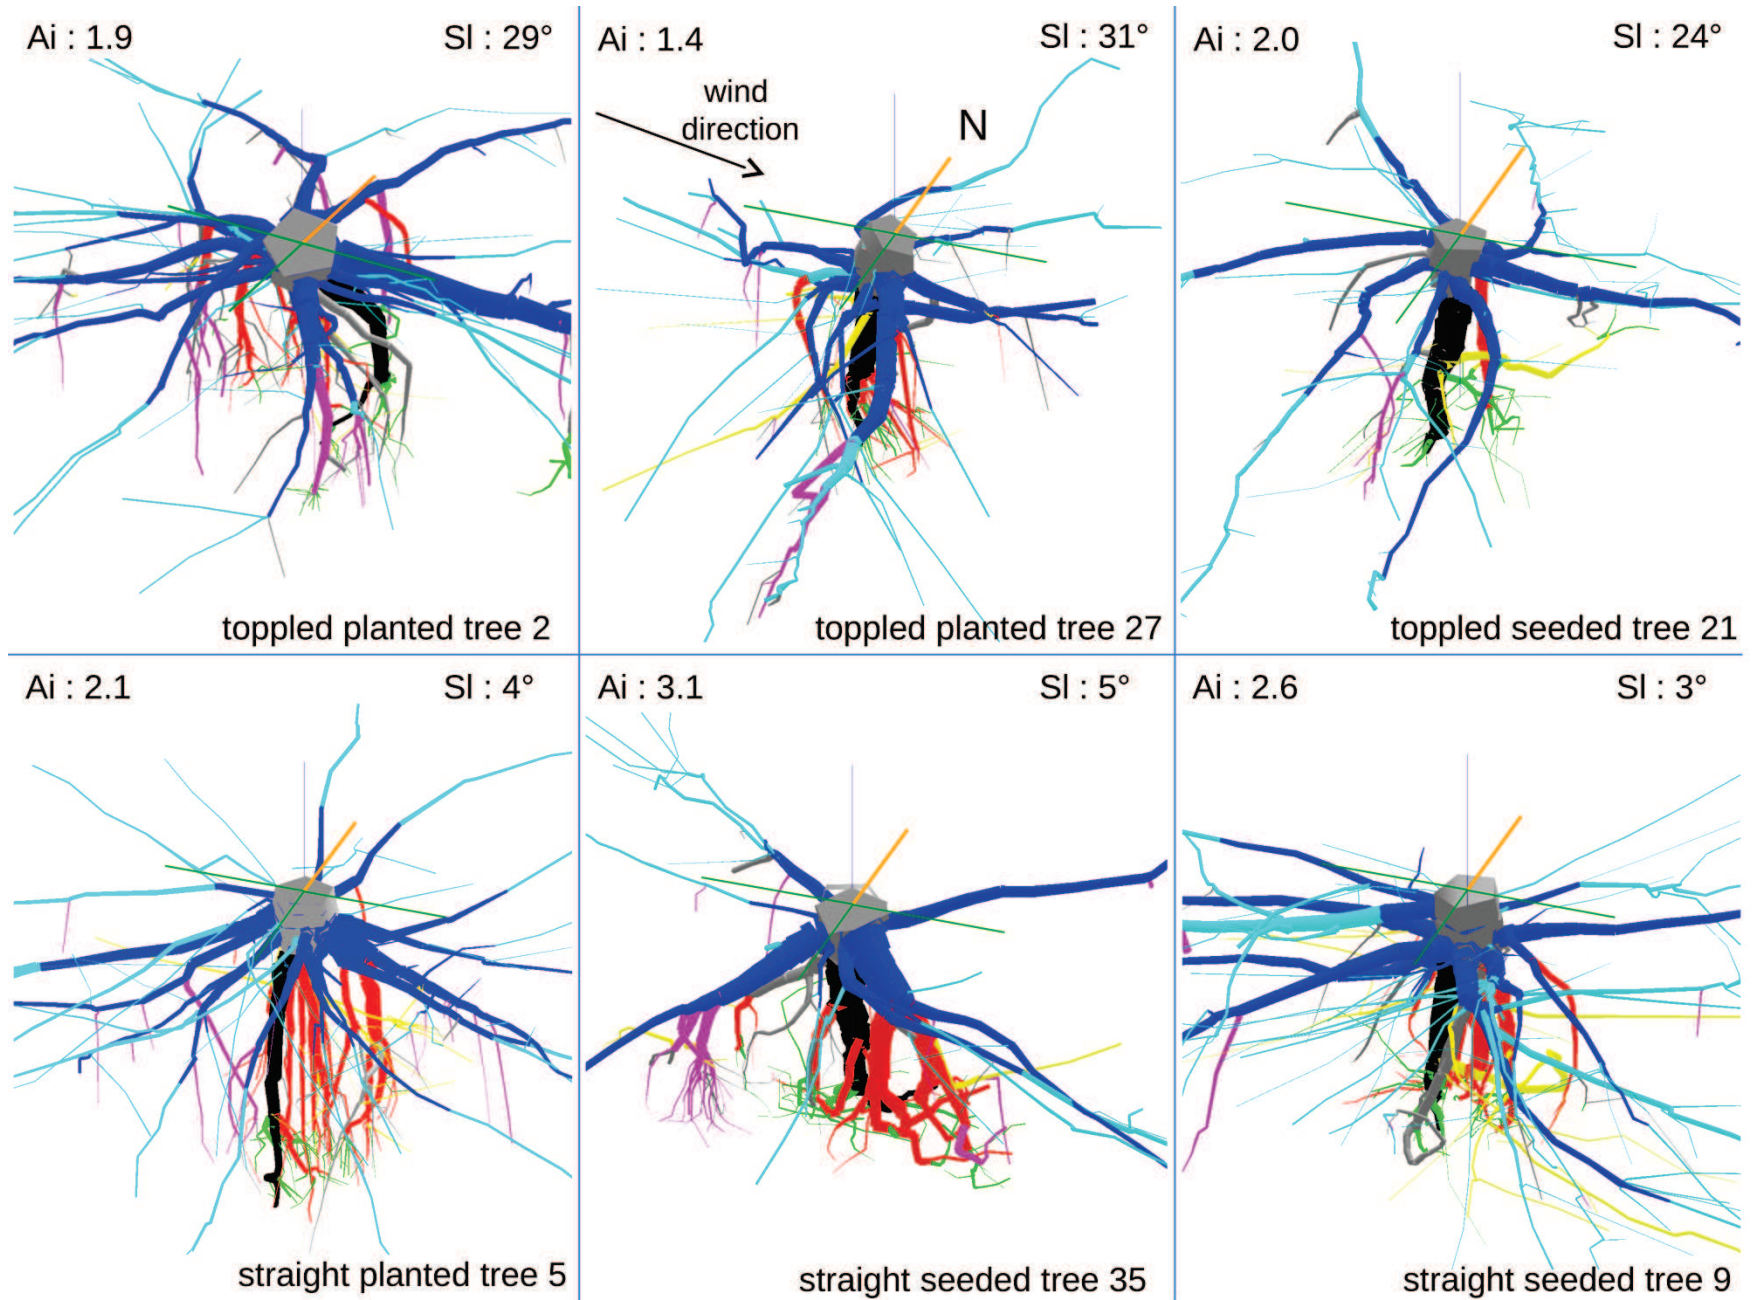 Ai : 1.9
Sl : 29°
Ai : 1.4
Sl : 31°
Ai : 2.0
Sl : 24°
wind
direction
N
toppled planted tree 2
toppled planted tree 27
toppled seeded tree 21
Ai : 2.1
Sl : 4°
Ai : 3.1
Sl : 5°
Ai : 2.6
Sl : 3°
straight planted tree 5
straight seeded tree 35
straight seeded tree 9